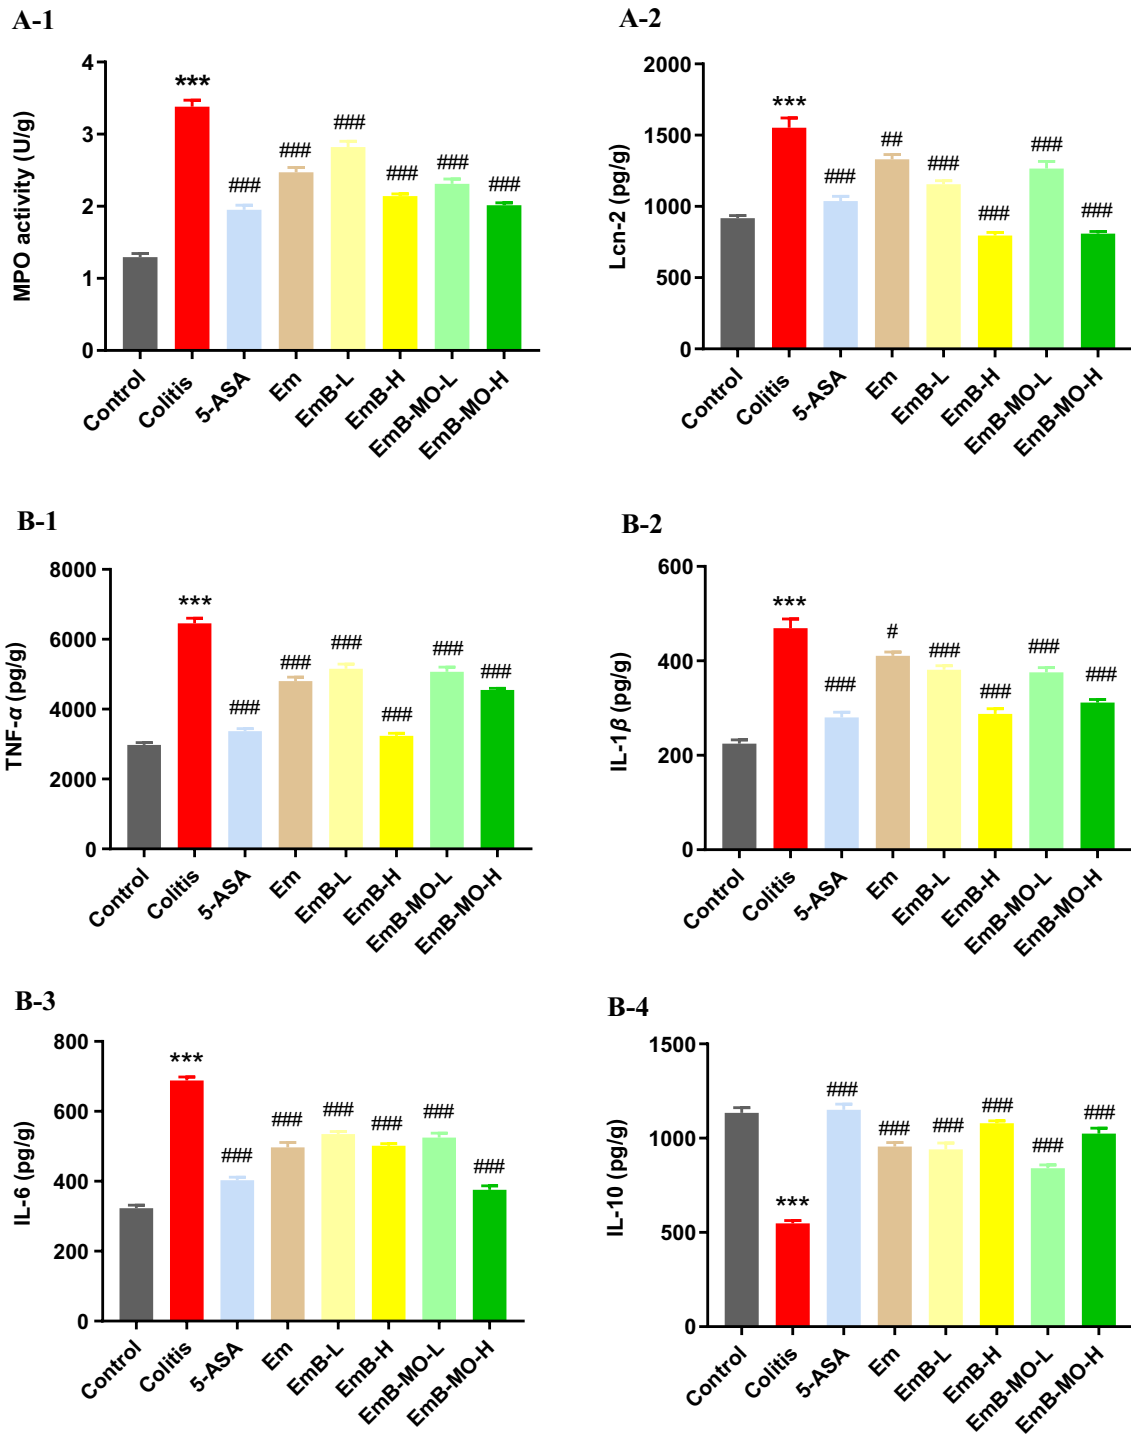 A-1
MPO activity (U/g)
4
3
2
1
0
***
###
###
###
###
###
###
Control
Colitis
5-ASA
Em
EmB-L
EmB-H
EmB-MO-L
EmB-MO-H
A-2
Lcn-2 (pg/g)
2000
1500
1000
500
0
***
###
##
###
###
###
###
Control
Colitis
5-ASA
Em
EmB-L
EmB-H
EmB-MO-L
EmB-MO-H
B-1
TNF-α (pg/g)
8000
6000
4000
2000
0
***
###
###
###
###
###
###
Control
Colitis
5-ASA
Em
EmB-L
EmB-H
EmB-MO-L
EmB-MO-H
B-2
IL-1β (pg/g)
600
400
200
0
***
###
#
###
###
###
###
Control
Colitis
5-ASA
Em
EmB-L
EmB-H
EmB-MO-L
EmB-MO-H
B-3
IL-6 (pg/g)
800
600
400
200
0
***
###
###
###
###
###
###
Control
Colitis
5-ASA
Em
EmB-L
EmB-H
EmB-MO-L
EmB-MO-H
B-4
IL-10 (pg/g)
1500
1000
500
0
***
###
###
###
###
###
###
Control
Colitis
5-ASA
Em
EmB-L
EmB-H
EmB-MO-L
EmB-MO-H